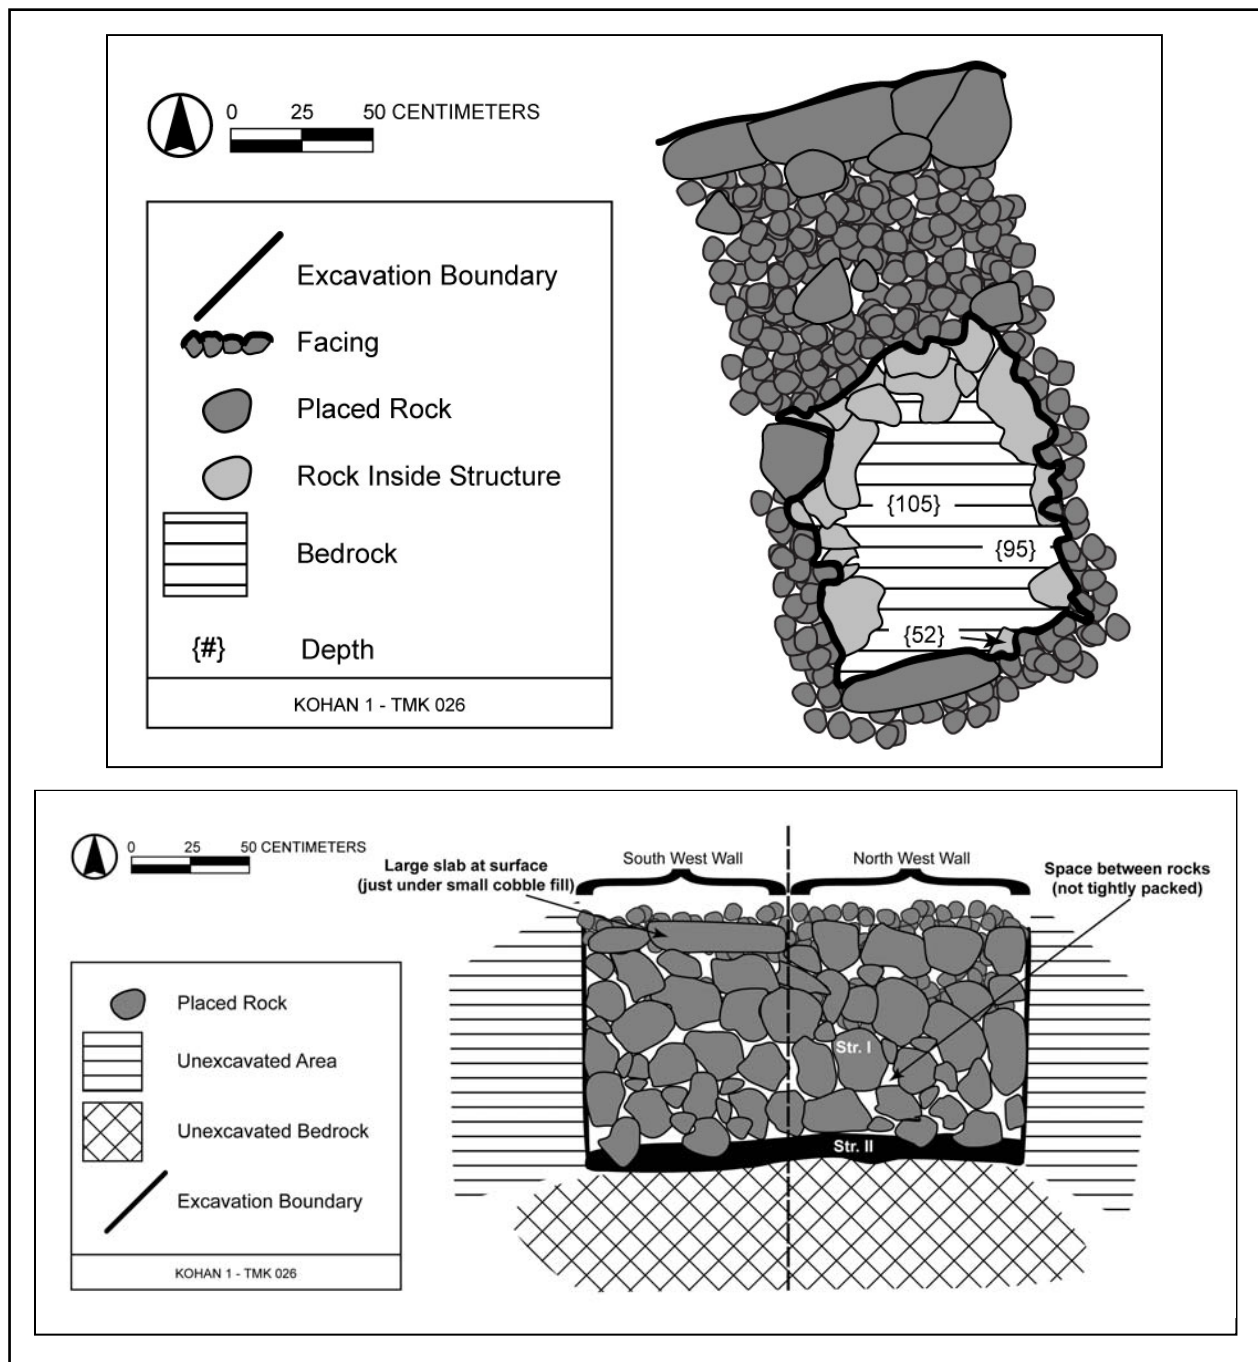 0 25 50 CENTIMETERS
Excavation Boundary
Facing
Placed Rock
Rock Inside Structure
Bedrock
{#} Depth
KOHAN 1 - TMK 026
{105}
{95}
{52}
0 25 50 CENTIMETERS
Large slab at surface
(just under small cobble fill)
South West Wall
North West Wall
Space between rocks
(not tightly packed)
Placed Rock
Unexcavated Area
Unexcavated Bedrock
Excavation Boundary
KOHAN 1 - TMK 026
Str. I
Str. II